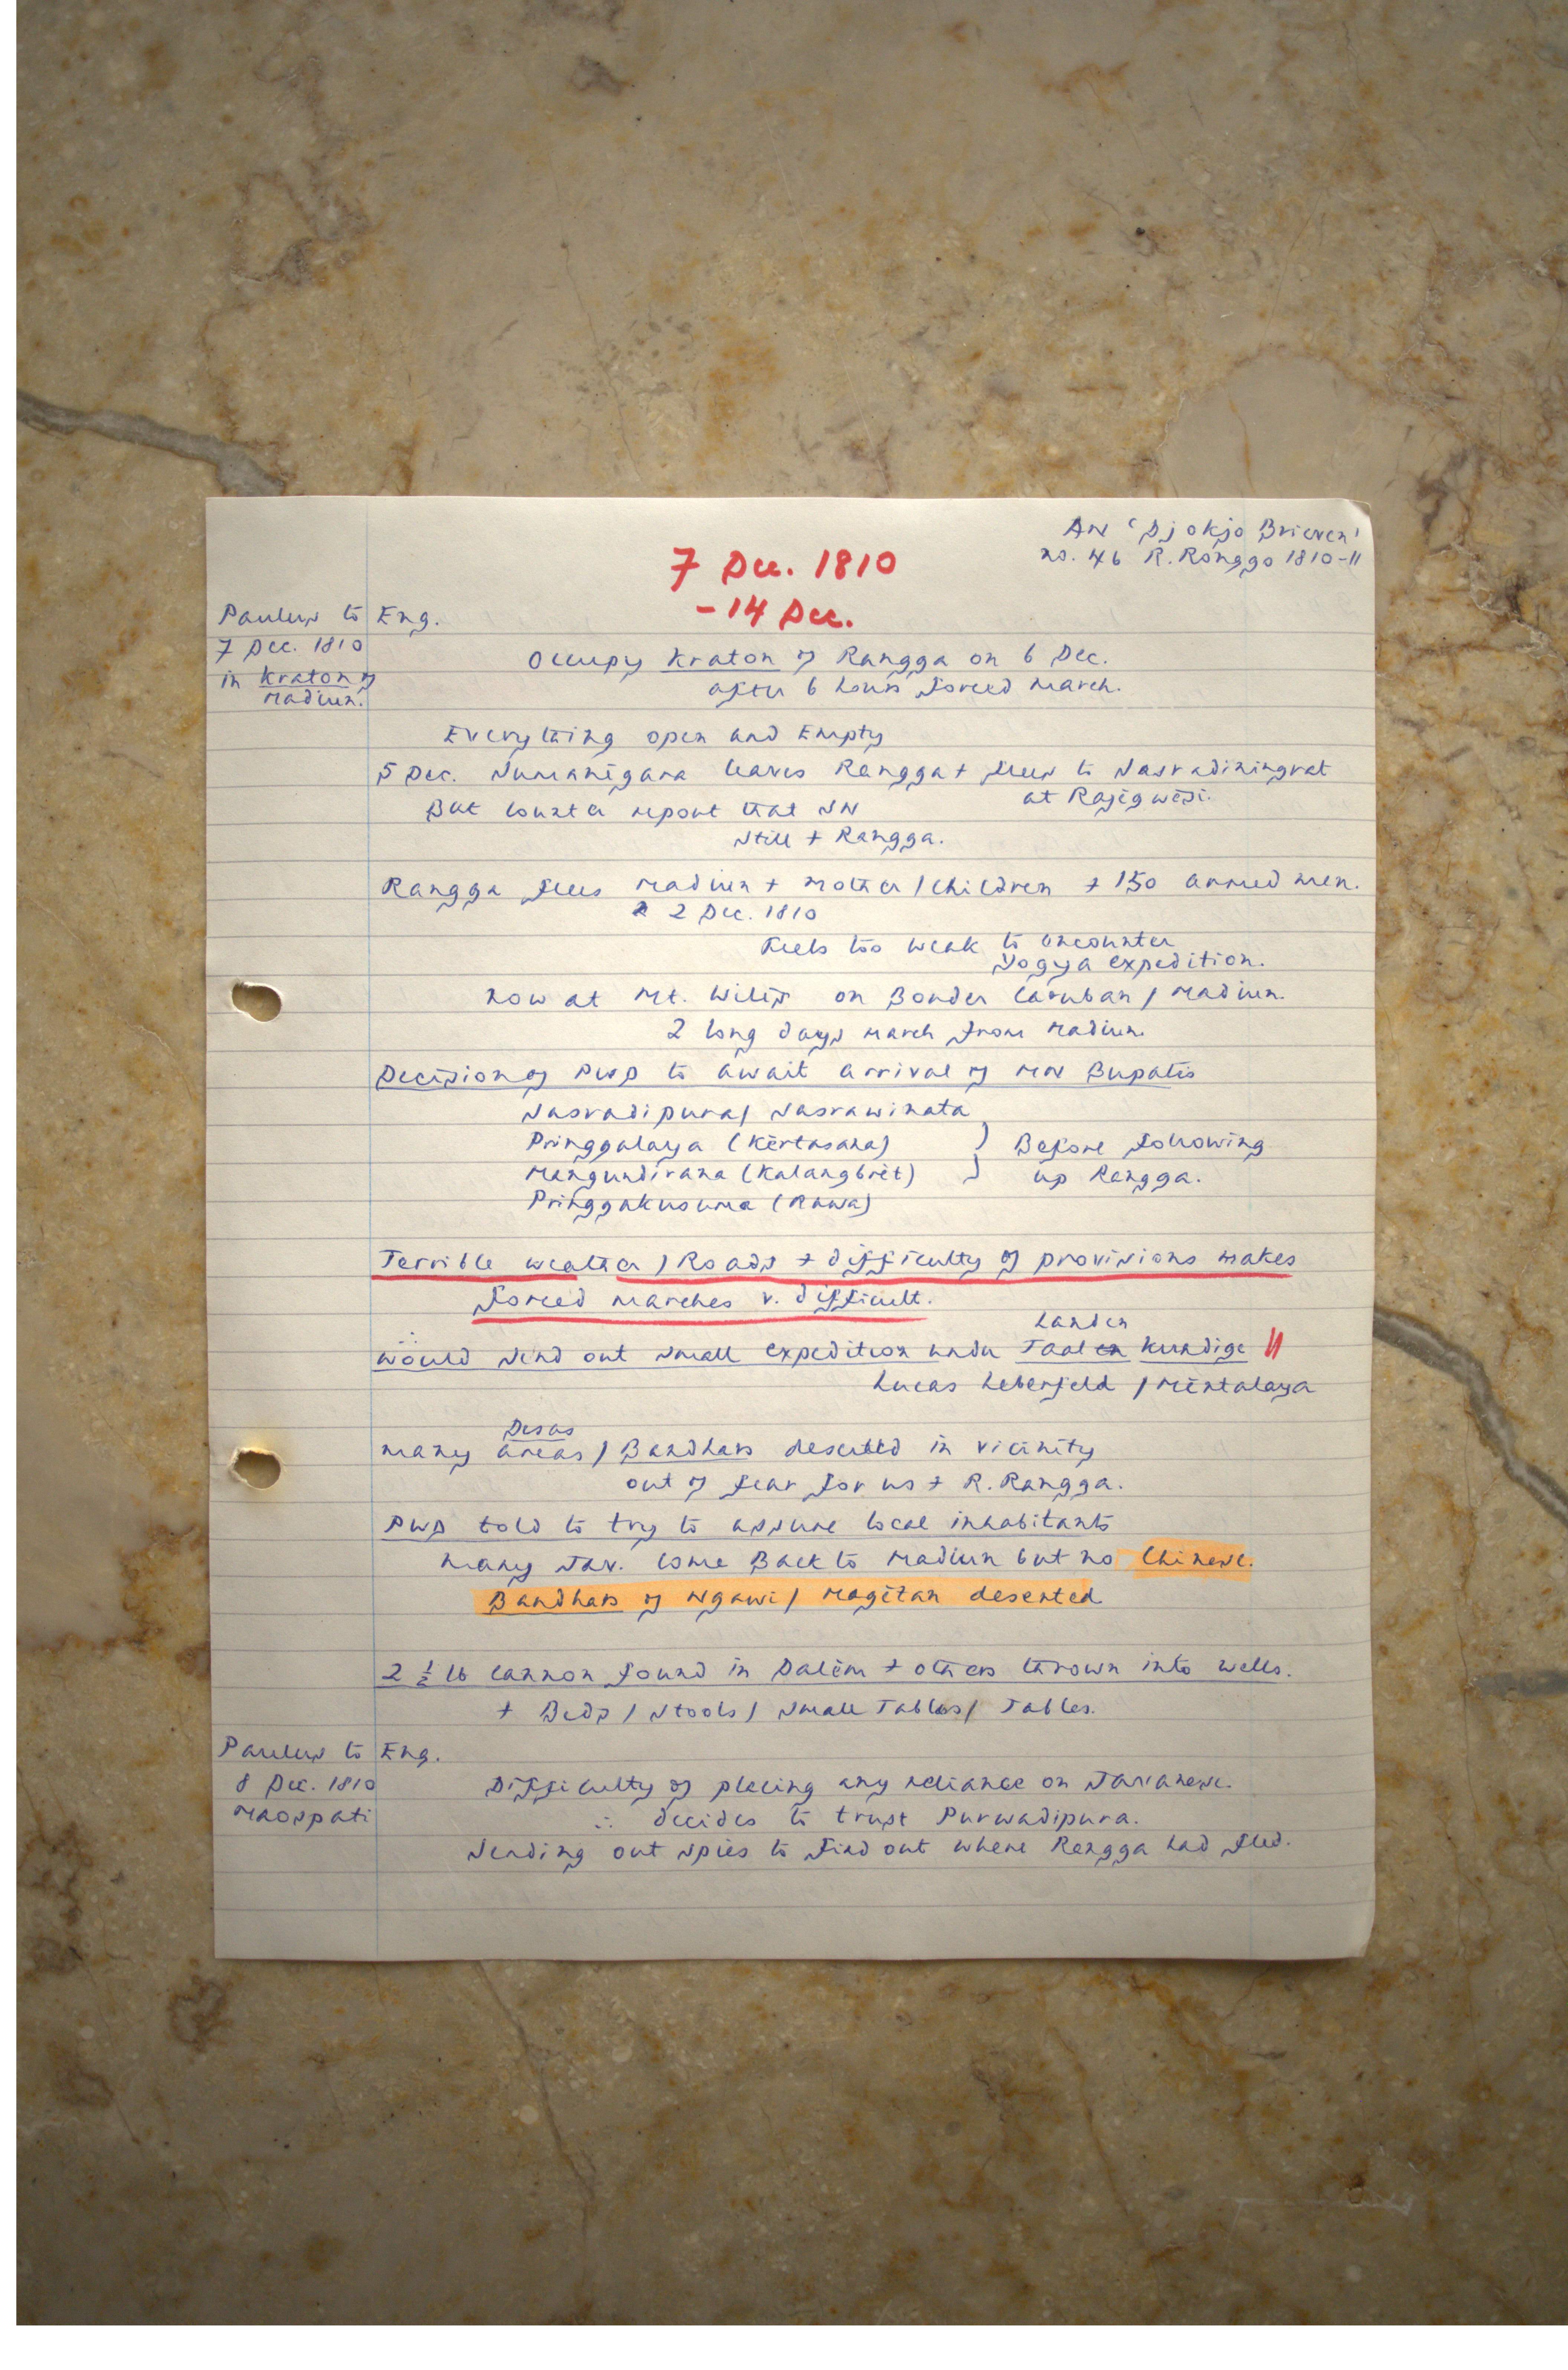 AN 'Djokjo Brieven'
no. 46 R. Ronggo 1810-11
7 Dec. 1810
- 14 Dec.
Paulus to Eng.
7 Dec. 1810
in Kraton of
Madiun.
Occupy Kraton of Rangga on 6 Dec.
after 6 hours forced march.
Everything open and Empty
5 Dec. Sumanegara leaves Rangga + flees to Sasradiningrat
at Rajegwesi.
But counter report that SN
still + Rangga.
Rangga flees Madiun + mother / children + 150 armed men.
2 Dec. 1810
Feels too weak to encounter
Yogya expedition.
now at Mt. Wilis on Border Caruban / Madiun.
2 long days march from Madiun.
Decision of PWD to await arrival of MN Bupatis
Sasradipura / Sasrawinata
Pringgalaya (Kertasana)
Mangundirana (Kalangbrèt)
Pringgakusuma (Rawa)
} Before following
up Rangga.
Terrible weather / Roads + difficulty of provisions makes
forced marches v. difficult.
∴ would send out small expedition under Taalen kundige
Landen
Lucas Leberfeld / Mertalaya
Desas
many areas / Bandhars deserted in vicinity
out of fear for us + R. Rangga.
PWD told to try to assure local inhabitants
many Jav. come Back to Madiun but no Chinese.
Bandhars of Ngawi / Magetan deserted
2 1/2 lb cannon found in Dalem + others thrown into wells.
+ Beds / Stools / Small Tables / Tables.
Paulus to Eng.
8 Dec. 1810
Maospati
Difficulty of placing any reliance on Javanese.
∴ decides to trust Purwadipura.
Sending out spies to find out where Rangga had fled.